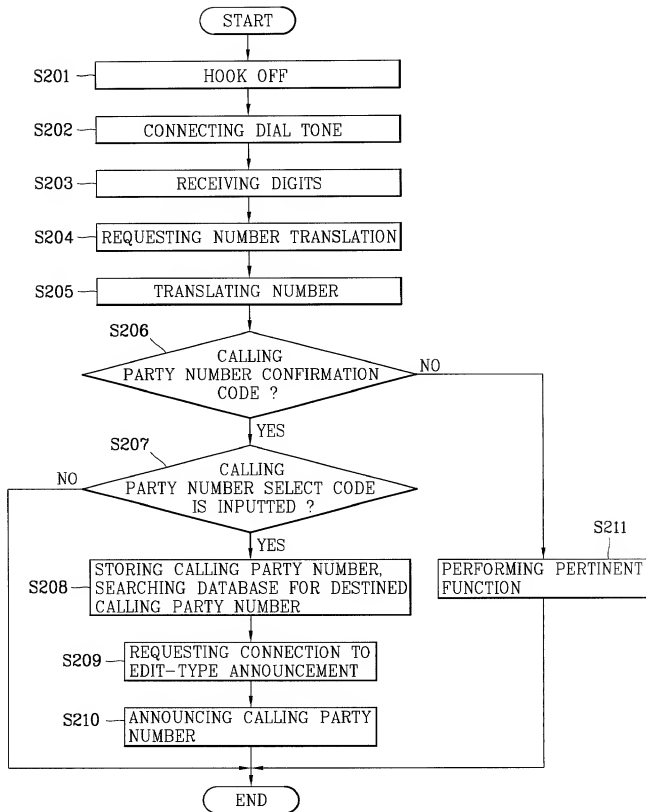 START
S201
HOOK OFF
S202
CONNECTING DIAL TONE
S203
RECEIVING DIGITS
S204
REQUESTING NUMBER TRANSLATION
S205
TRANSLATING NUMBER
S206
CALLING
PARTY NUMBER CONFIRMATION
CODE ?
NO
YES
S207
CALLING
PARTY NUMBER SELECT CODE
IS INPUTTED ?
NO
YES
S208
STORING CALLING PARTY NUMBER,
SEARCHING DATABASE FOR DESTINED
CALLING PARTY NUMBER
S211
PERFORMING PERTINENT
FUNCTION
S209
REQUESTING CONNECTION TO
EDIT-TYPE ANNOUNCEMENT
S210
ANNOUNCING CALLING PARTY
NUMBER
END